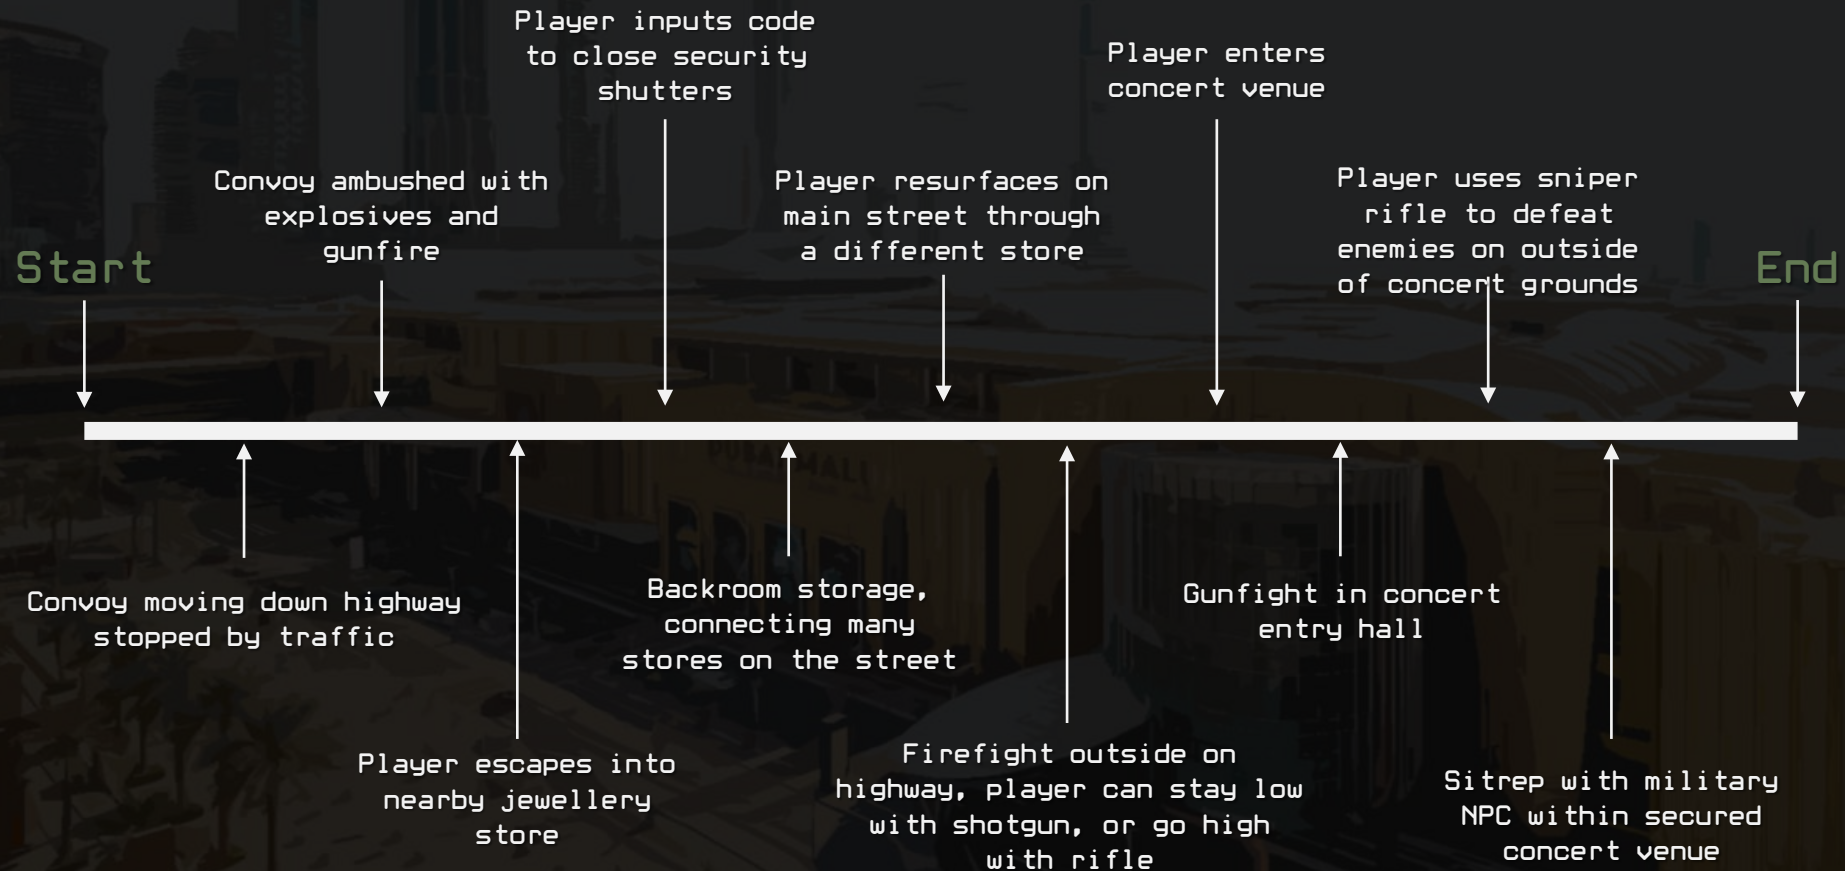 Start
Convoy moving down highway
stopped by traffic
Convoy ambushed with
explosives and
gunfire
Player escapes into
nearby jewellery
store
Player inputs code
to close security
shutters
Backroom storage,
connecting many
stores on the street
Player resurfaces on
main street through
a different store
Firefight outside on
highway, player can stay low
with shotgun, or go high
with rifle
Player enters
concert venue
Gunfight in concert
entry hall
Player uses sniper
rifle to defeat
enemies on outside
of concert grounds
Sitrep with military
NPC within secured
concert venue
End
DUBAI MALL